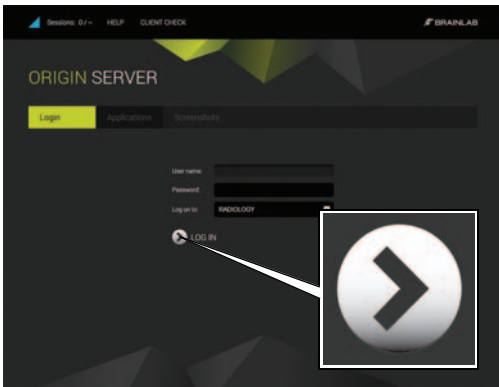 Sessions: 0 / – HELP CLIENT CHECK BRAINLAB
ORIGIN SERVER
Login Applications Screenshots
User name:
Password:
Log on to: RADIOLOGY
LOG IN